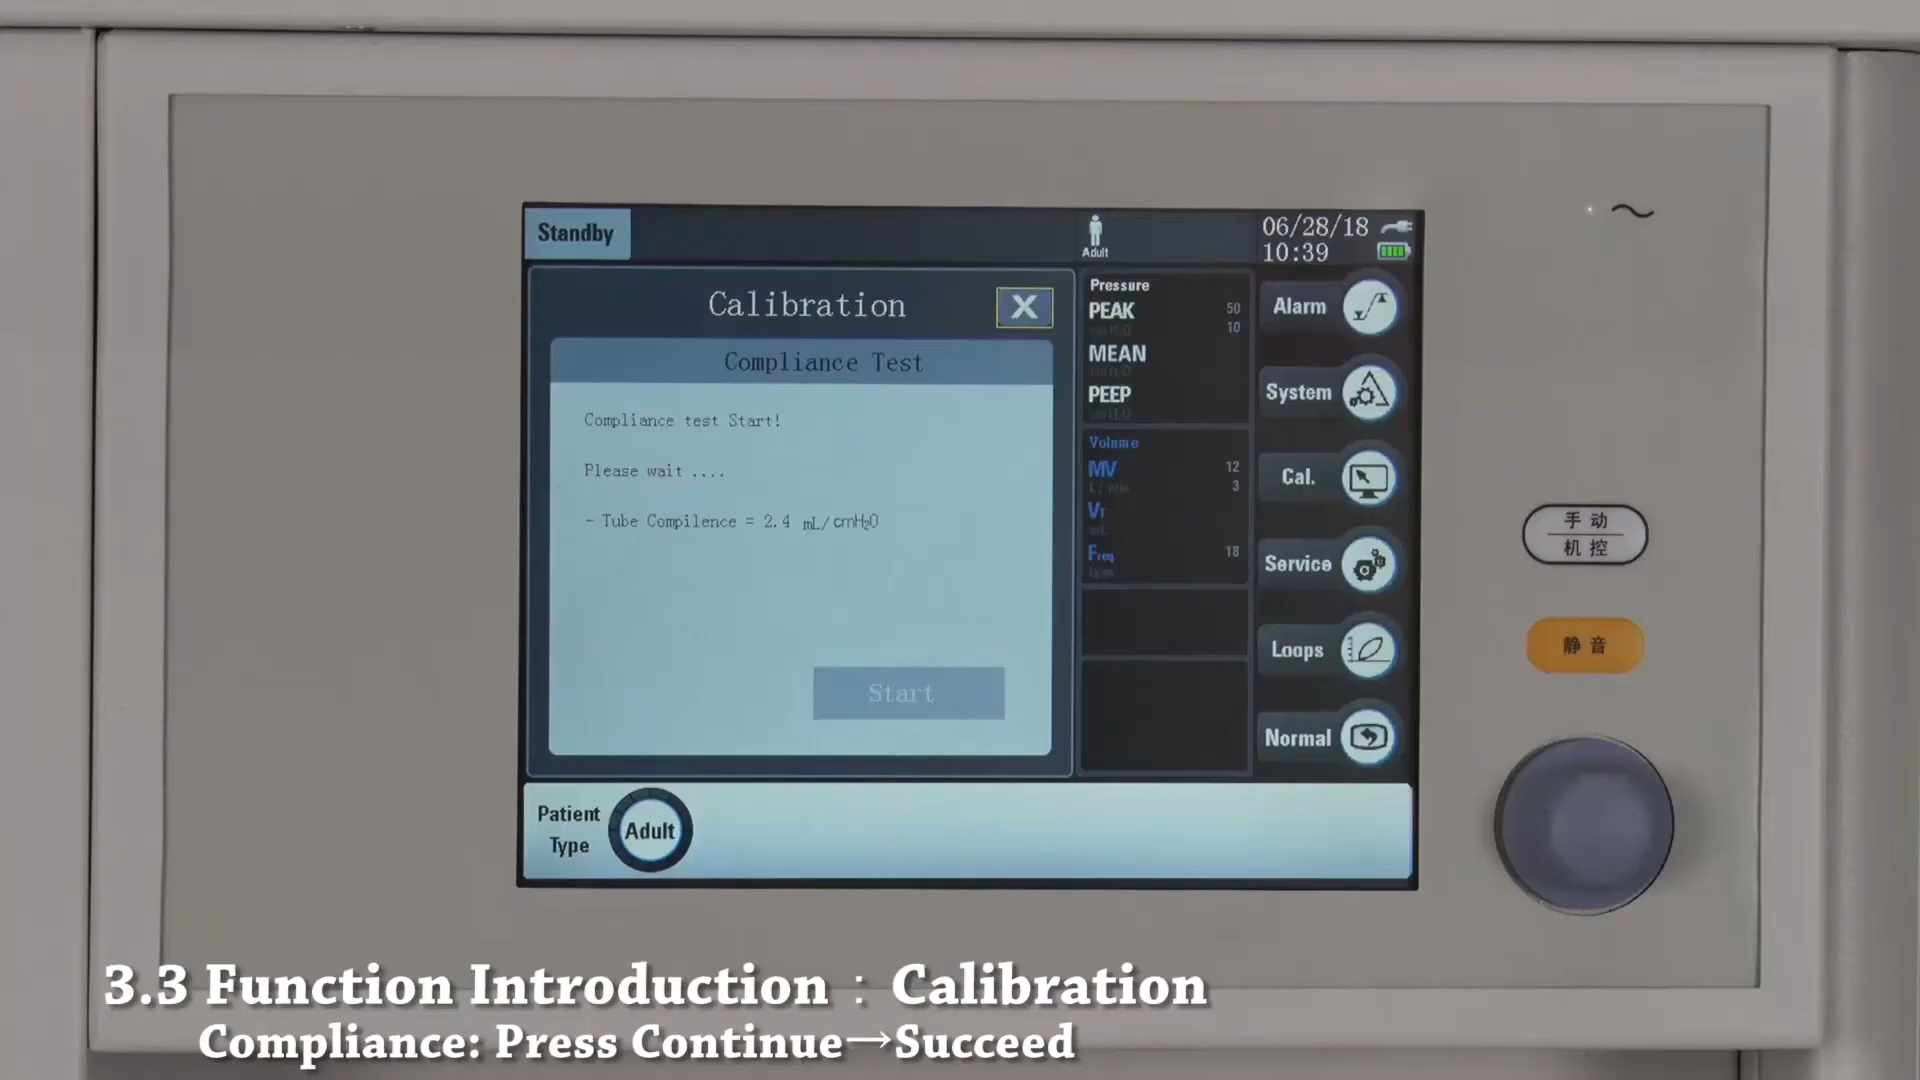 Standby
Adult
06/28/18
10:39
Calibration
X
Compliance Test
Compliance test Start!
Please wait ....
- Tube Compilence = 2.4 mL/cmH₂O
Start
Pressure
PEAK 50
cmH₂O 10
MEAN
cmH₂O
PEEP
cmH₂O
Volume
MV 12
L/min 3
VT
mL
Freq 18
bpm
Alarm
System
Cal.
Service
Loops
Normal
Patient
Type
Adult
手动
机控
静音
3.3 Function Introduction：Calibration
Compliance: Press Continue→Succeed